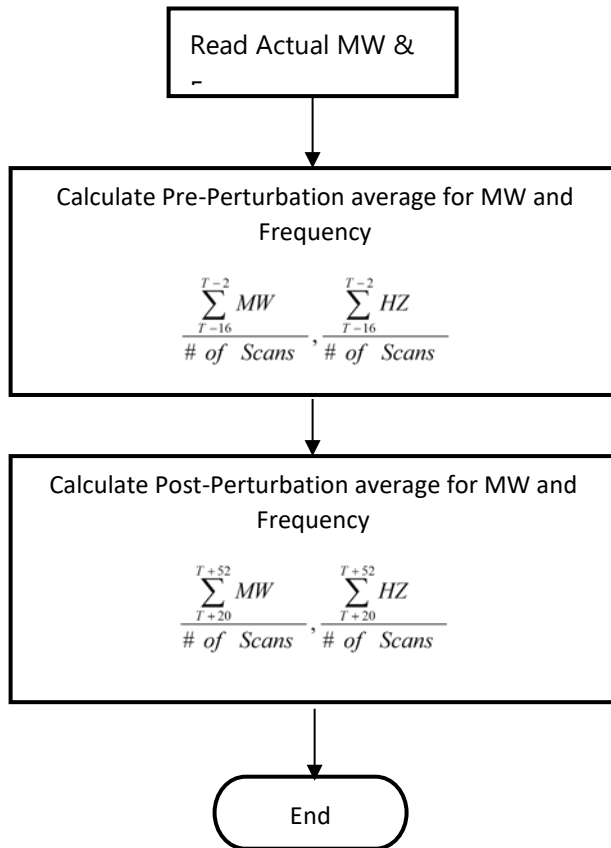 Read Actual MW &
Calculate Pre-Perturbation average for MW and
Frequency
T−2 T−2
∑ MW ∑ HZ
T−16 , T−16
# of Scans # of Scans
Calculate Post-Perturbation average for MW and
Frequency
T+52 T+52
∑ MW ∑ HZ
T+20 , T+20
# of Scans # of Scans
End